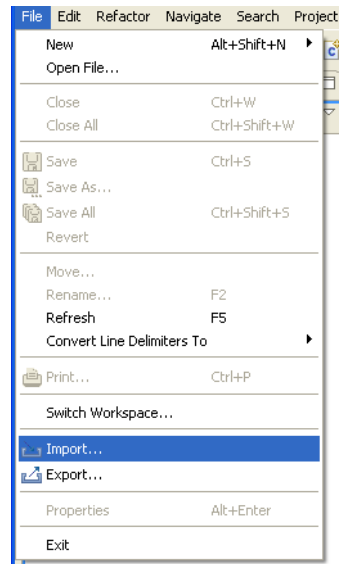 File Edit Refactor Navigate Search Project
New Alt+Shift+N
Open File...
Close Ctrl+W
Close All Ctrl+Shift+W
Save Ctrl+S
Save As...
Save All Ctrl+Shift+S
Revert
Move...
Rename... F2
Refresh F5
Convert Line Delimiters To
Print... Ctrl+P
Switch Workspace...
Import...
Export...
Properties Alt+Enter
Exit